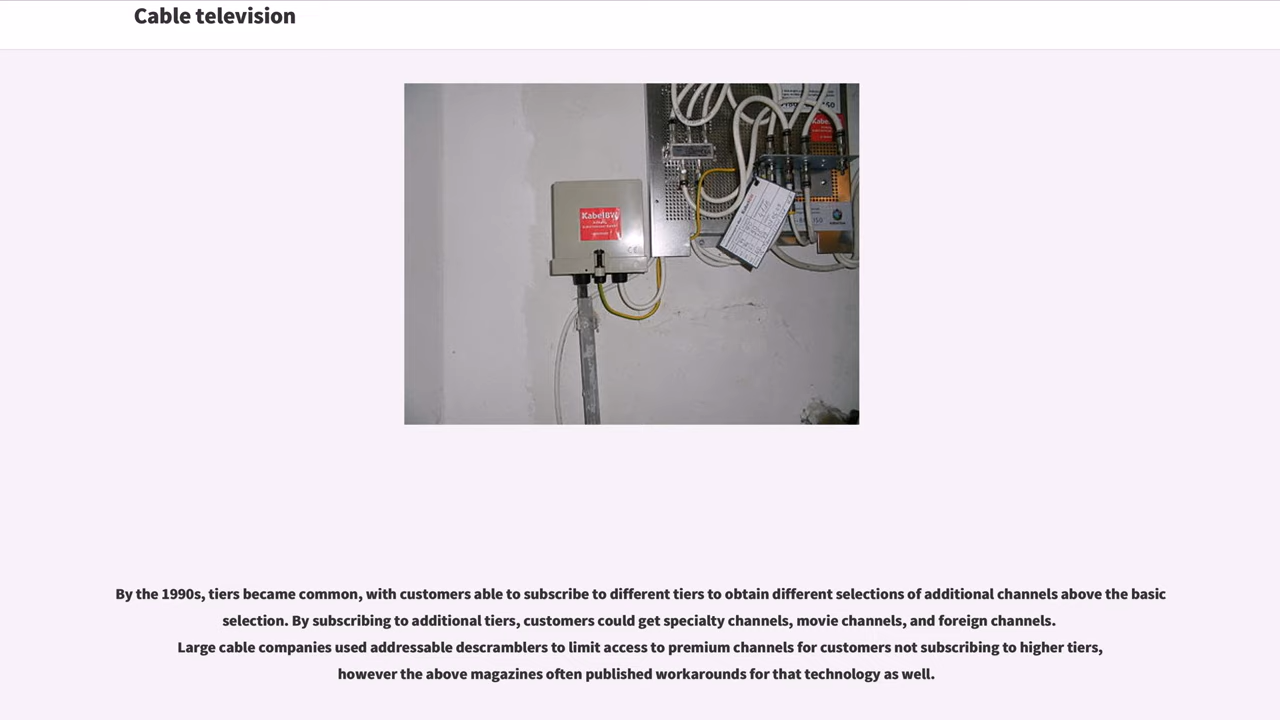 Cable television
KabelBW
By the 1990s, tiers became common, with customers able to subscribe to different tiers to obtain different selections of additional channels above the basic
selection. By subscribing to additional tiers, customers could get specialty channels, movie channels, and foreign channels.
Large cable companies used addressable descramblers to limit access to premium channels for customers not subscribing to higher tiers,
however the above magazines often published workarounds for that technology as well.